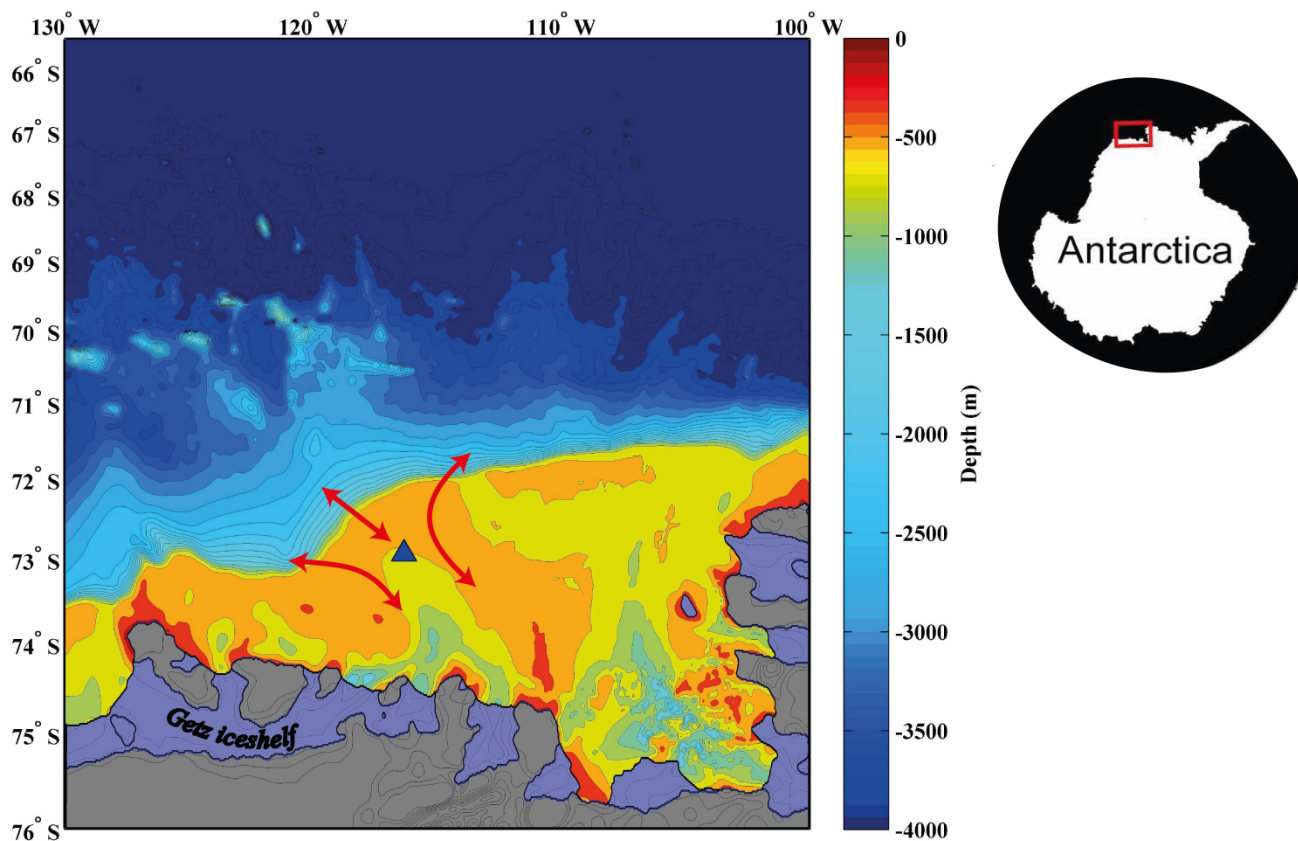 130° W
120° W
110° W
100° W
66° S
67° S
68° S
69° S
70° S
71° S
72° S
73° S
74° S
75° S
76° S
Getz iceshelf
0
-500
-1000
-1500
-2000
-2500
-3000
-3500
-4000
Depth (m)
Antarctica